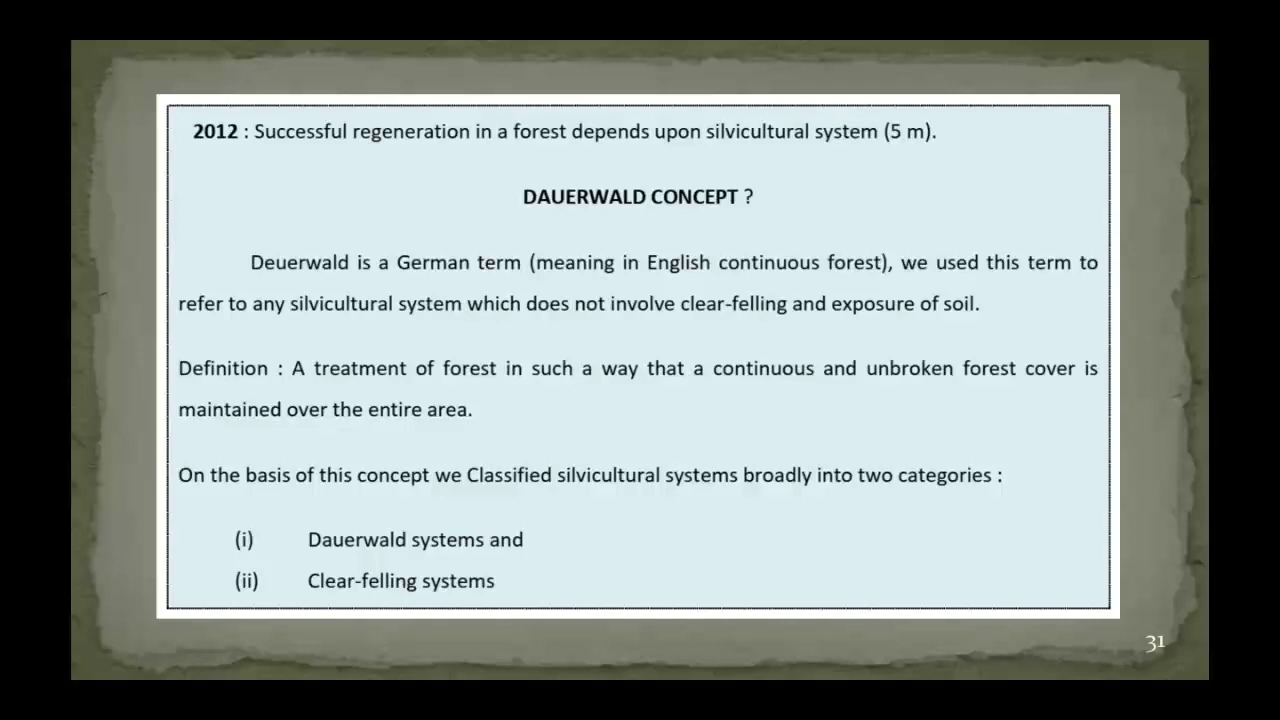 2012 : Successful regeneration in a forest depends upon silvicultural system (5 m).
DAUERWALD CONCEPT ?
Deuerwald is a German term (meaning in English continuous forest), we used this term to
refer to any silvicultural system which does not involve clear-felling and exposure of soil.
Definition : A treatment of forest in such a way that a continuous and unbroken forest cover is
maintained over the entire area.
On the basis of this concept we Classified silvicultural systems broadly into two categories :
(i) Dauerwald systems and
(ii) Clear-felling systems
31